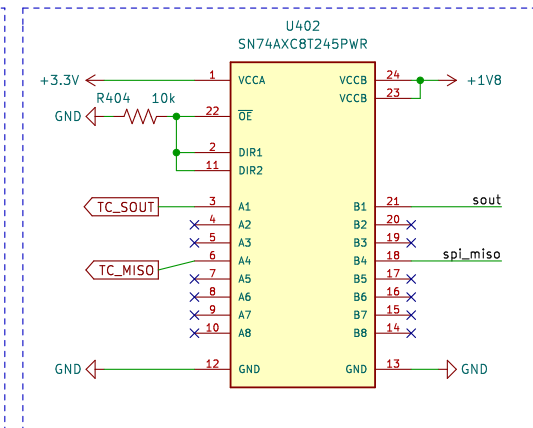 U402
SN74AXC8T245PWR
+3.3V 1 VCCA VCCB 24 +1V8
VCCB 23
R404 10k
GND 22 OE
2 DIR1
11 DIR2
TC_SOUT 3 A1 B1 21 sout
4 A2 B2 20
5 A3 B3 19
TC_MISO 6 A4 B4 18 spi_miso
7 A5 B5 17
8 A6 B6 16
9 A7 B7 15
10 A8 B8 14
GND 12 GND GND 13 GND